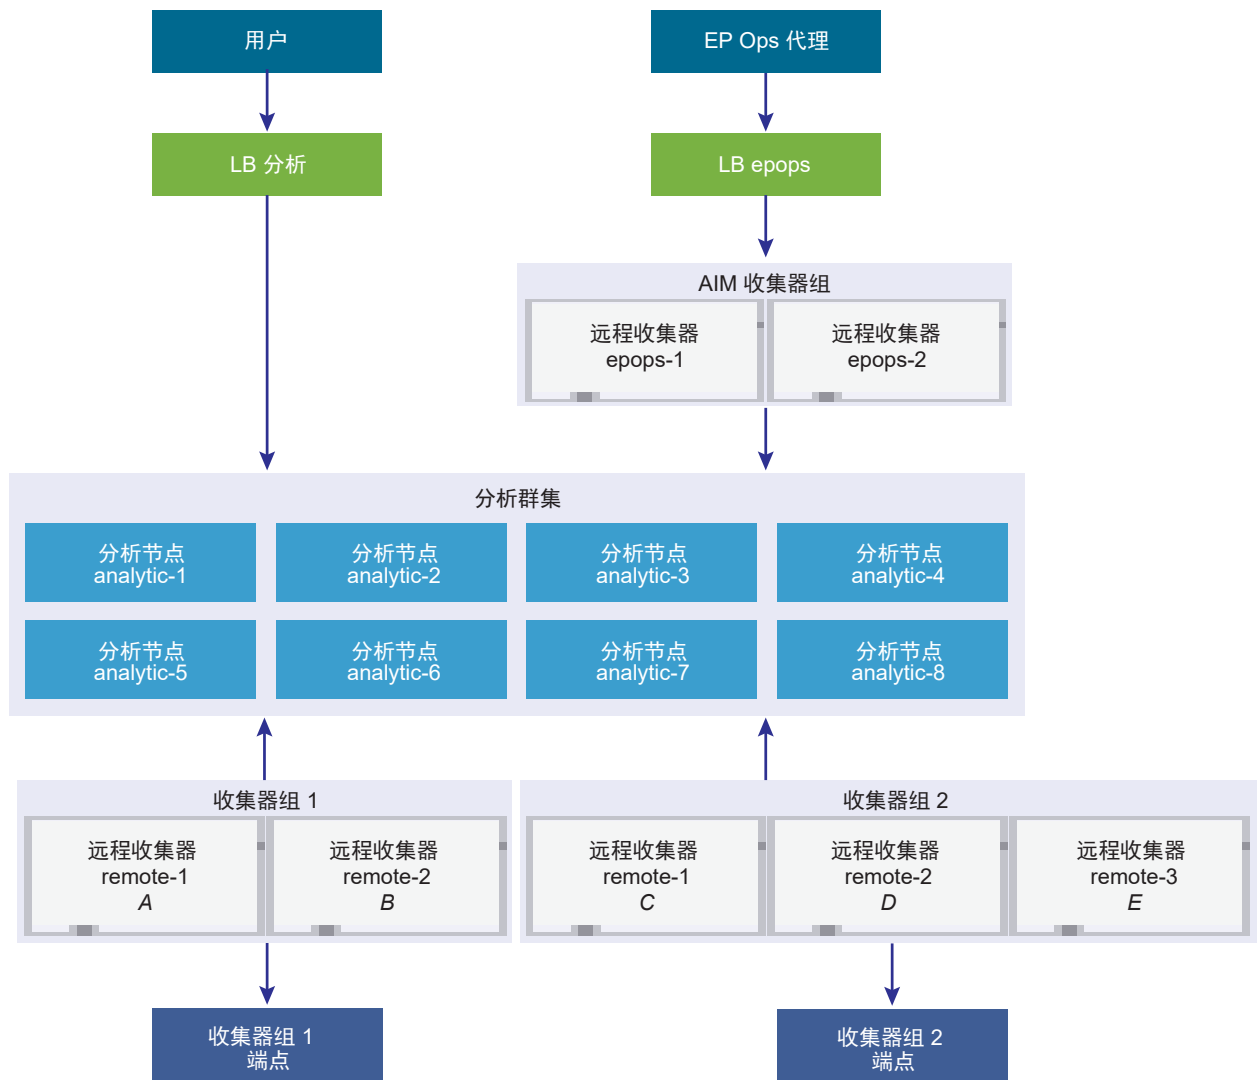 用户
EP Ops 代理
LB 分析
LB epops
AIM 收集器组
远程收集器
epops-1
远程收集器
epops-2
分析群集
分析节点
analytic-1
分析节点
analytic-2
分析节点
analytic-3
分析节点
analytic-4
分析节点
analytic-5
分析节点
analytic-6
分析节点
analytic-7
分析节点
analytic-8
收集器组 1
远程收集器
remote-1
A
远程收集器
remote-2
B
收集器组 2
远程收集器
remote-1
C
远程收集器
remote-2
D
远程收集器
remote-3
E
收集器组 1
端点
收集器组 2
端点